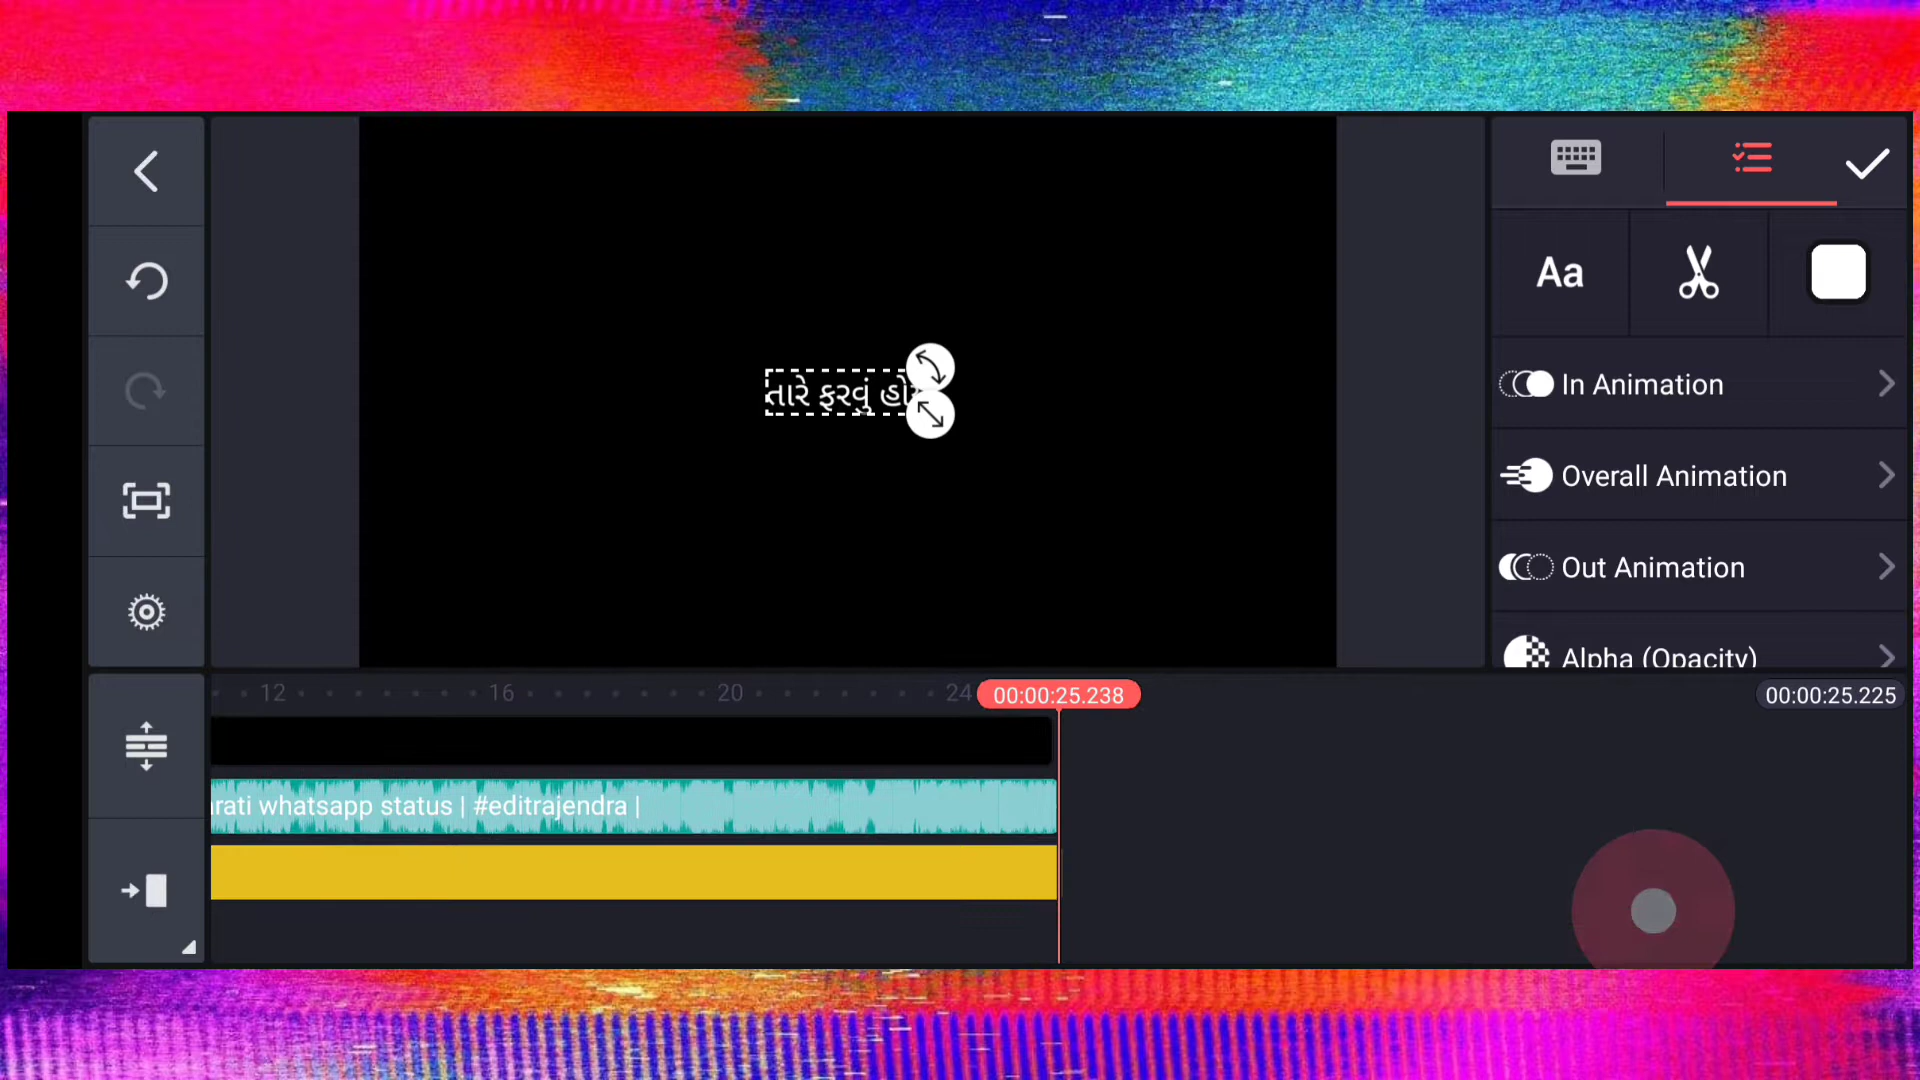 Aa
તારે ફરવું
In Animation
Overall Animation
Out Animation
Alpha (Opacity)
12
16
20
24
00:00:25.238
00:00:25.225
whatsapp status | #editrajendra |